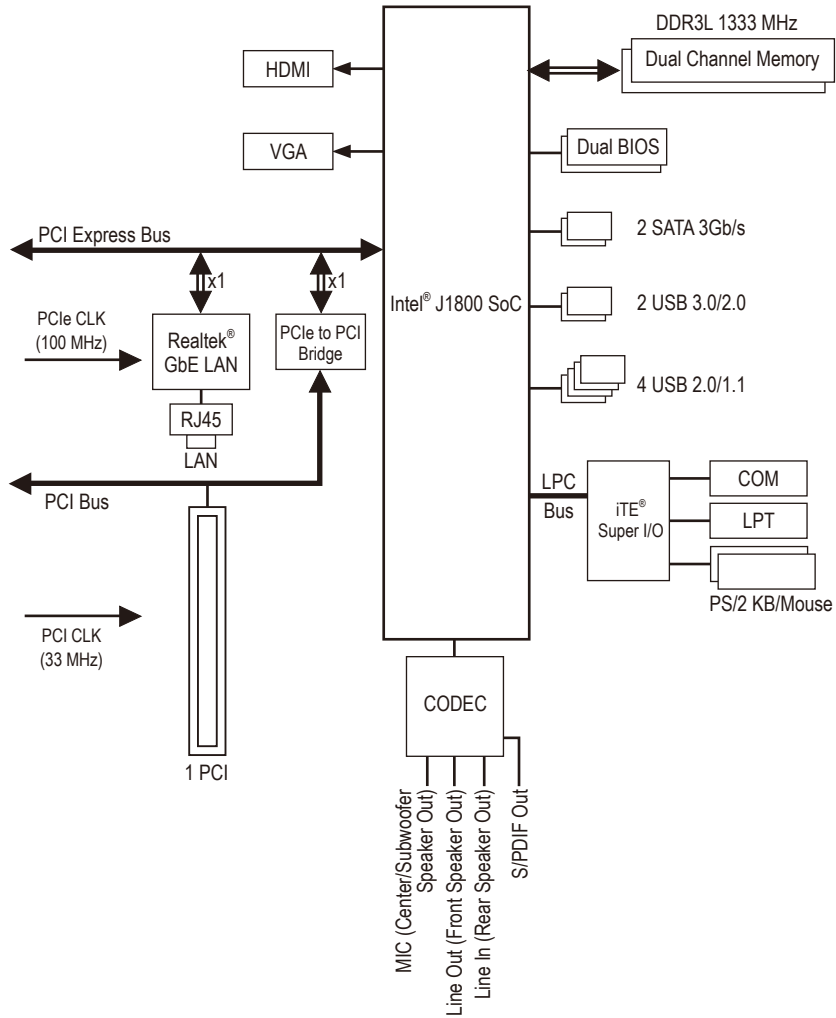 DDR3L 1333 MHz
Dual Channel Memory
HDMI
Dual BIOS
VGA
2 SATA 3Gb/s
PCI Express Bus
x1
x1
Intel® J1800 SoC
2 USB 3.0/2.0
PCIe CLK
(100 MHz)
Realtek®
GbE LAN
PCIe to PCI
Bridge
4 USB 2.0/1.1
RJ45
LAN
PCI Bus
LPC
Bus
iTE®
Super I/O
COM
LPT
PS/2 KB/Mouse
PCI CLK
(33 MHz)
1 PCI
CODEC
MIC (Center/Subwoofer
Speaker Out)
Line Out (Front Speaker Out)
Line In (Rear Speaker Out)
S/PDIF Out